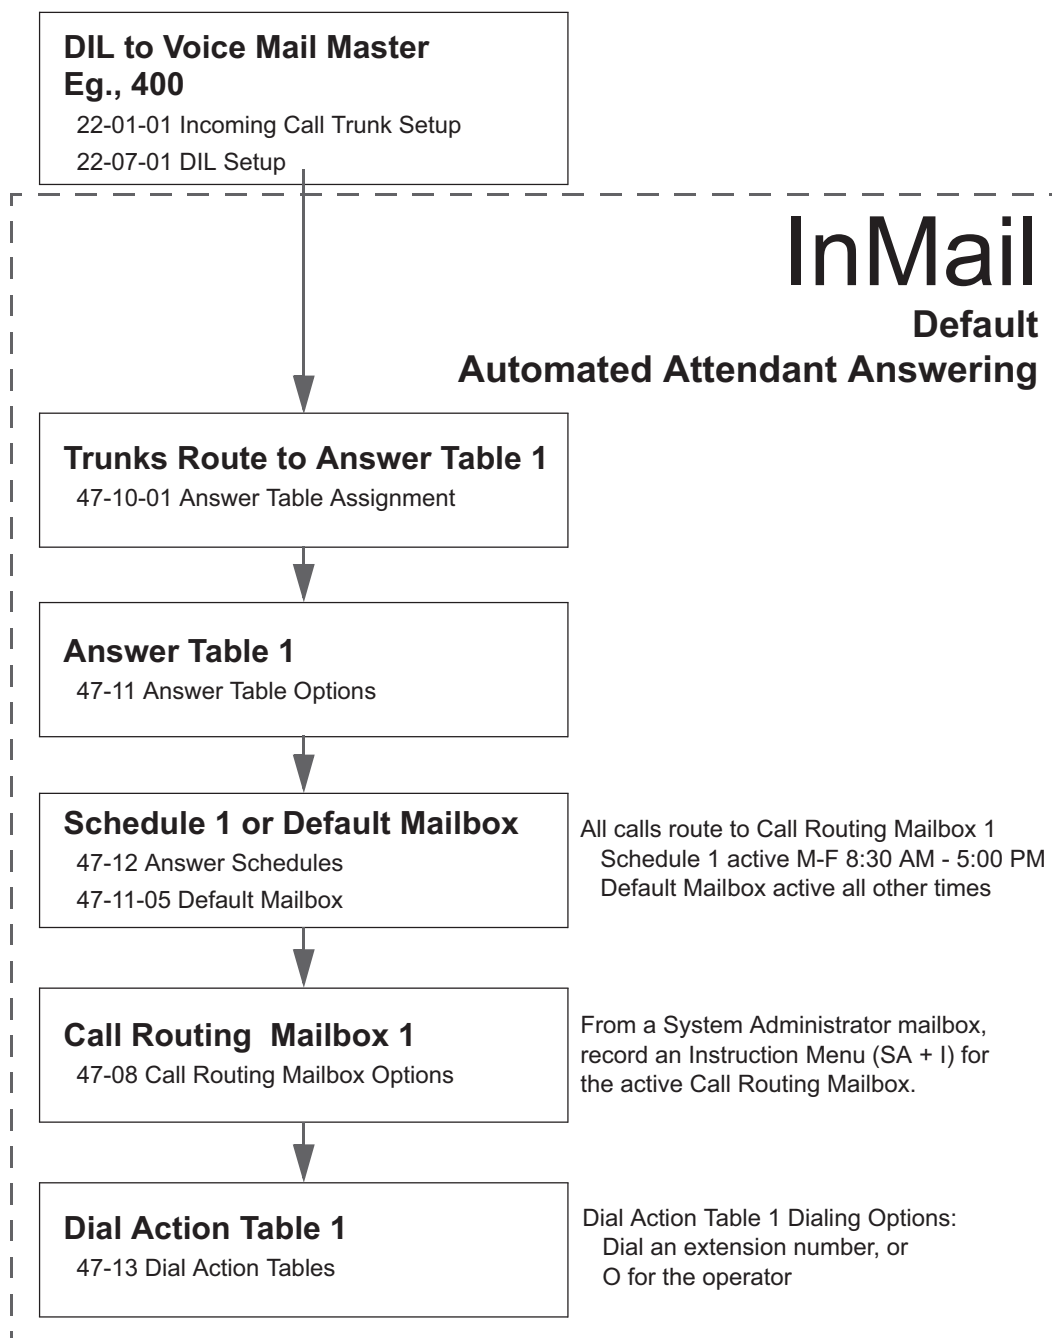 DIL to Voice Mail Master
Eg., 400
22-01-01 Incoming Call Trunk Setup
22-07-01 DIL Setup
InMail
Default
Automated Attendant Answering
Trunks Route to Answer Table 1
47-10-01 Answer Table Assignment
Answer Table 1
47-11 Answer Table Options
Schedule 1 or Default Mailbox
47-12 Answer Schedules
47-11-05 Default Mailbox
All calls route to Call Routing Mailbox 1
Schedule 1 active M-F 8:30 AM - 5:00 PM
Default Mailbox active all other times
Call Routing Mailbox 1
47-08 Call Routing Mailbox Options
From a System Administrator mailbox,
record an Instruction Menu (SA + I) for
the active Call Routing Mailbox.
Dial Action Table 1
47-13 Dial Action Tables
Dial Action Table 1 Dialing Options:
Dial an extension number, or
O for the operator